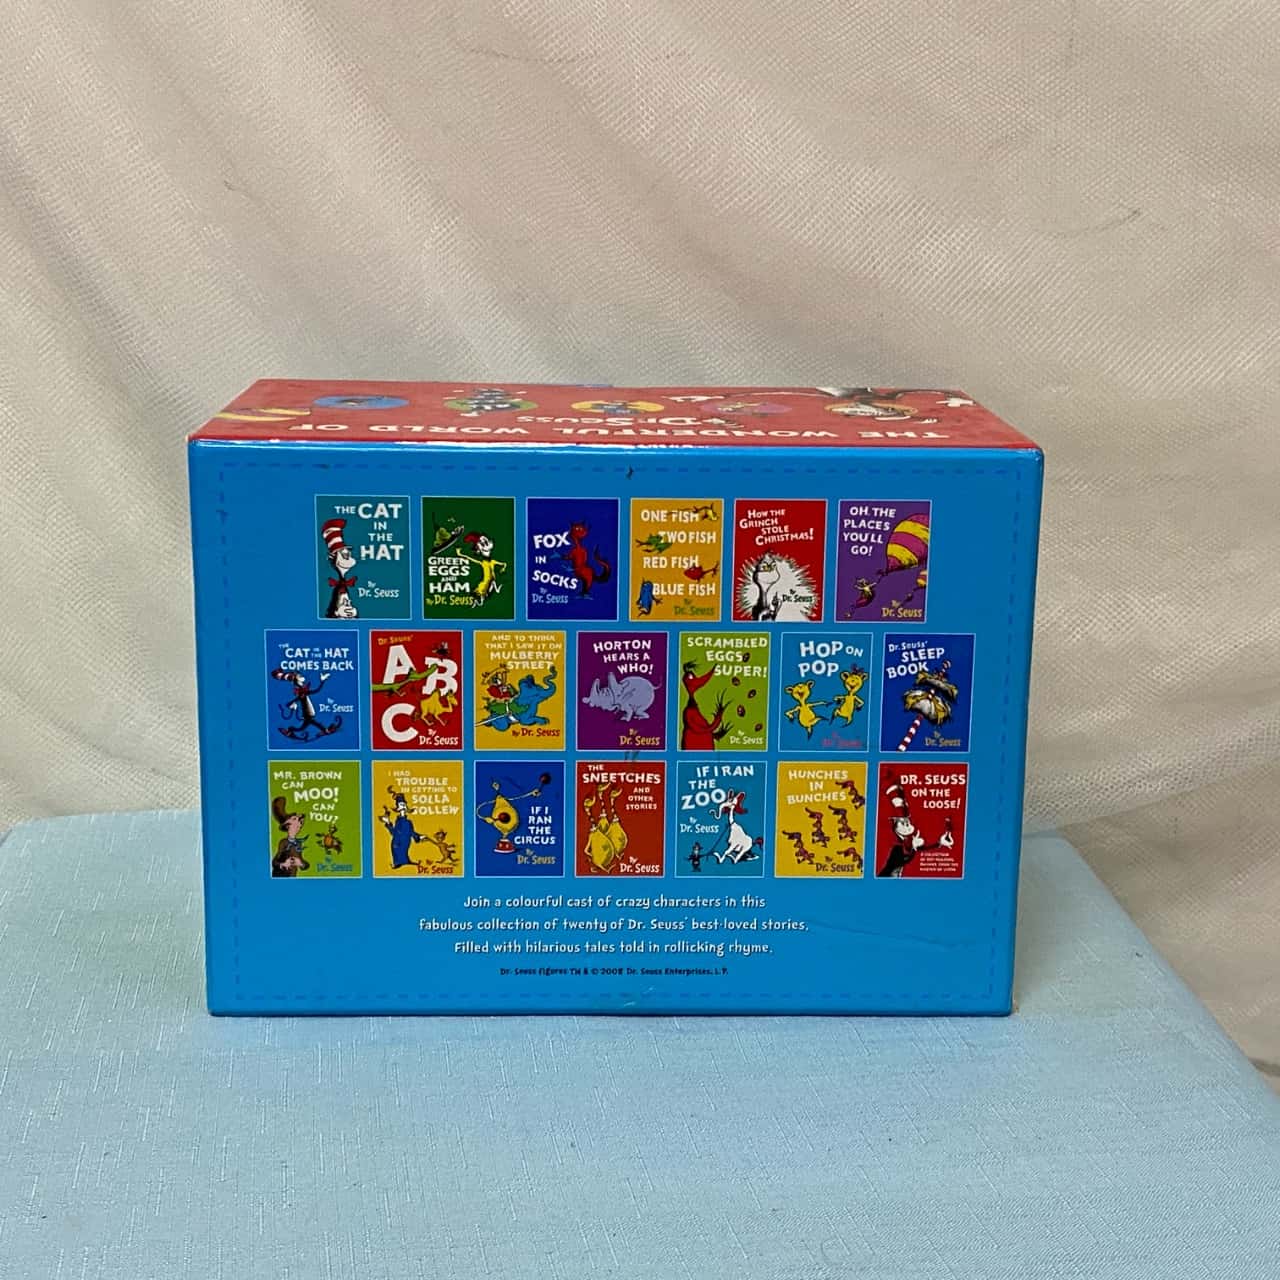 THE WONDERFUL WORLD OF
Dr. Seuss
THE CAT
IN
THE
HAT
By
Dr. Seuss
GREEN
EGGS
AND
HAM
By Dr. Seuss
FOX
IN
SOCKS
By
Dr. Seuss
ONE FISH
TWO FISH
RED FISH
BLUE FISH
By
Dr. Seuss
HOW THE
GRINCH
STOLE
CHRISTMAS!
By
Dr. Seuss
OH, THE
PLACES
YOU'LL
GO!
By
Dr. Seuss
THE
CAT IN THE HAT
COMES BACK
By
Dr. Seuss
Dr. Seuss'
ABC
By
Dr. Seuss
AND TO THINK
THAT I SAW IT ON
MULBERRY
STREET
By Dr. Seuss
HORTON
HEARS A
WHO!
By
Dr. Seuss
SCRAMBLED
EGGS
SUPER!
By
Dr. Seuss
HOP ON
POP
By
Dr. Seuss
Dr. Seuss'
SLEEP
BOOK
MR. BROWN
CAN
MOO!
CAN
YOU?
By
Dr. Seuss
I HAD
TROUBLE
IN GETTING TO
SOLLA
SOLLEW
By
Dr. Seuss
IF I
RAN
THE
CIRCUS
By
Dr. Seuss
THE
SNEETCHES
AND
OTHER
STORIES
By
Dr. Seuss
IF I RAN
THE
ZOO
By
Dr. Seuss
HUNCHES
IN
BUNCHES
By
Dr. Seuss
DR. SEUSS
ON THE
LOOSE!
Join a colourful cast of crazy characters in this
fabulous collection of twenty of Dr. Seuss' best-loved stories.
Filled with hilarious tales told in rollicking rhyme.
Dr. Seuss figures TM & © 2008 Dr. Seuss Enterprises, L.P.